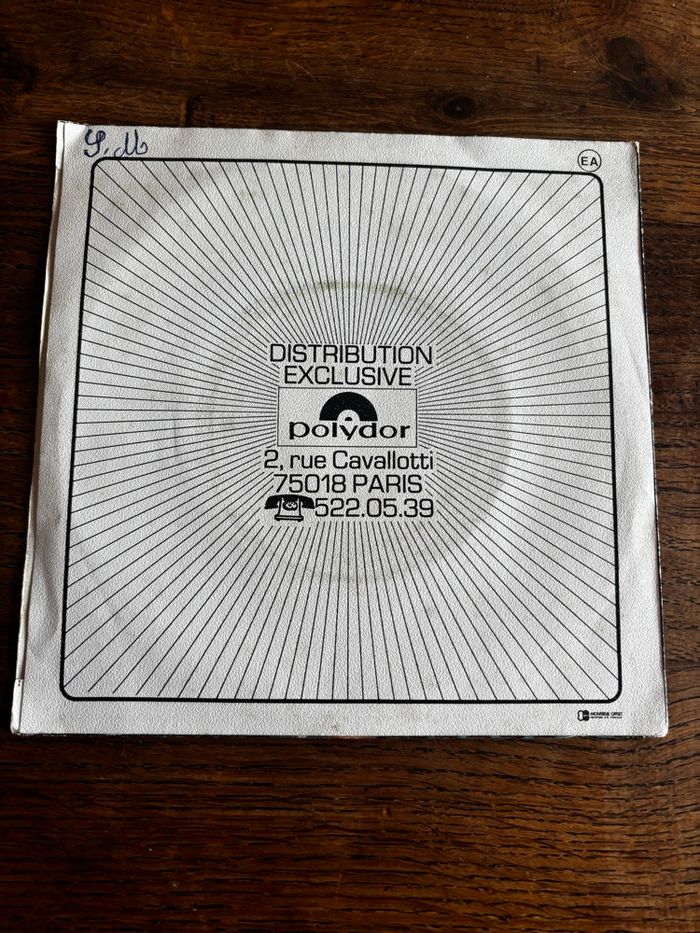 S. M
EA
DISTRIBUTION
EXCLUSIVE
polydor
2, rue Cavallotti
75018 PARIS
522.05.39